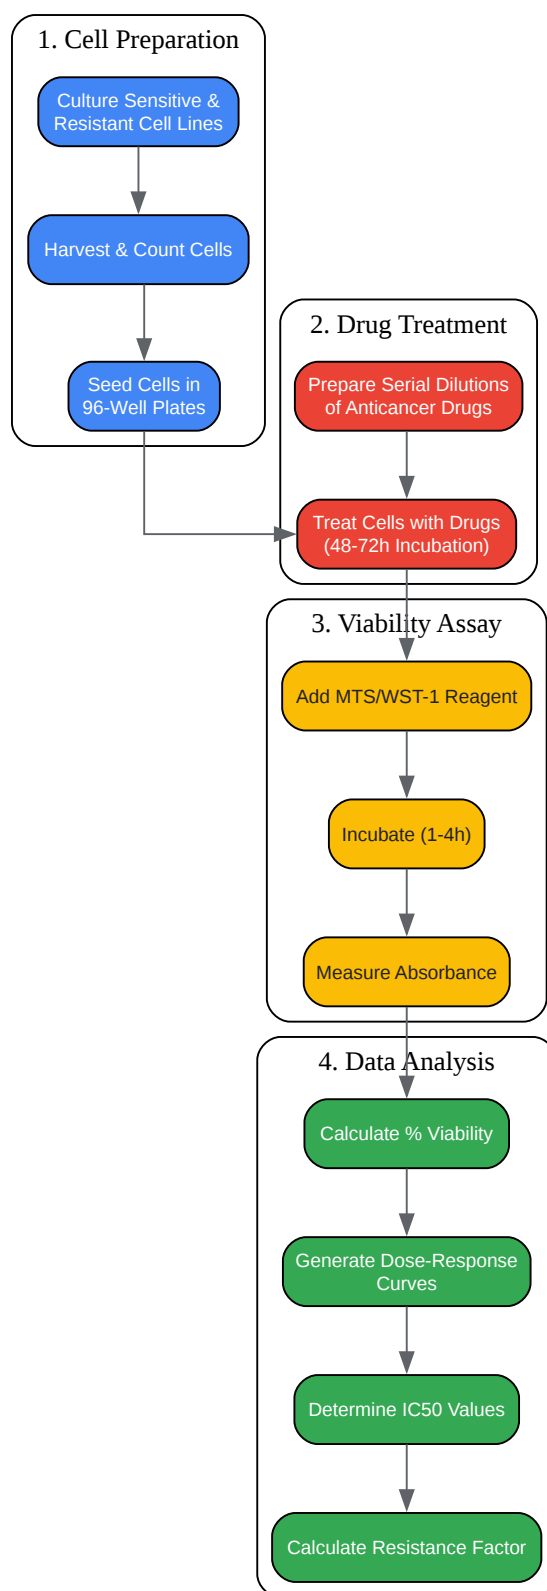 1. Cell Preparation
Culture Sensitive &
Resistant Cell Lines
Harvest & Count Cells
Seed Cells in
96-Well Plates
2. Drug Treatment
Prepare Serial Dilutions
of Anticancer Drugs
Treat Cells with Drugs
(48-72h Incubation)
3. Viability Assay
Add MTS/WST-1 Reagent
Incubate (1-4h)
Measure Absorbance
4. Data Analysis
Calculate % Viability
Generate Dose-Response
Curves
Determine IC50 Values
Calculate Resistance Factor